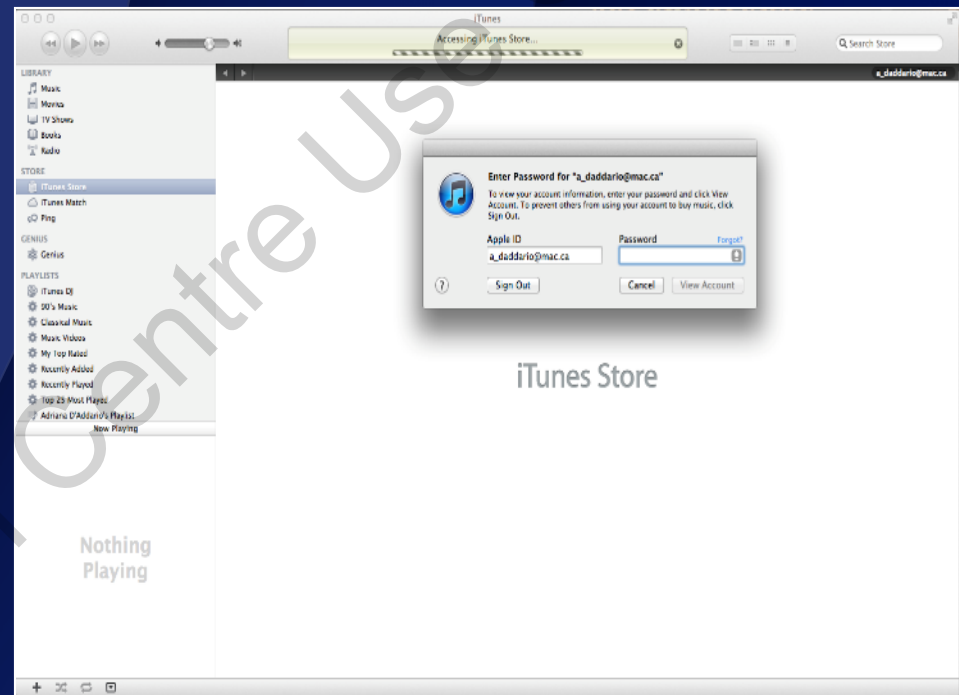 iTunes
Accessing iTunes Store...
Search Store
LIBRARY
Music
Movies
TV Shows
Books
Radio
STORE
iTunes Store
iTunes Match
Ping
GENIUS
Genius
PLAYLISTS
iTunes DJ
90's Music
Classical Music
Music Videos
My Top Rated
Recently Added
Recently Played
Top 25 Most Played
Adriana D'Addario's Playlist
Now Playing
Nothing
Playing
a_daddario@mac.ca
Enter Password for "a_daddario@mac.ca"
To view your account information, enter your password and click View
Account. To prevent others from using your account to buy music, click
Sign Out.
Apple ID
Password
Forgot?
a_daddario@mac.ca
?
Sign Out
Cancel
View Account
iTunes Store
Centre Use